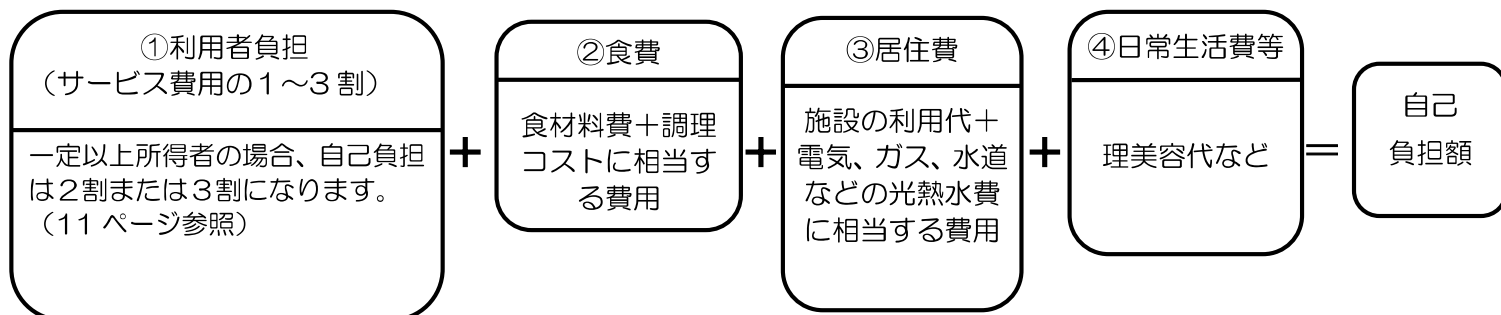 ①利用者負担
（サービス費用の１～３割）
一定以上所得者の場合、自己負担
は２割または３割になります。
（11 ページ参照）
＋
②食費
食材料費＋調理
コストに相当す
る費用
＋
③居住費
施設の利用代＋
電気、ガス、水道
などの光熱水費
に相当する費用
＋
④日常生活費等
理美容代など
＝
自己
負担額